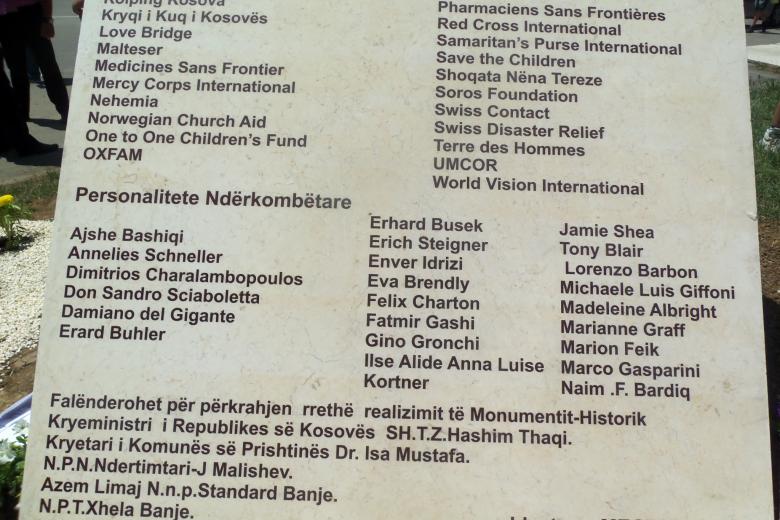 Kolping Kosova
Kryqi i Kuq i Kosovës
Love Bridge
Malteser
Medicines Sans Frontier
Mercy Corps International
Nehemia
Norwegian Church Aid
One to One Children's Fund
OXFAM
Pharmaciens Sans Frontières
Red Cross International
Samaritan's Purse International
Save the Children
Shoqata Nëna Tereze
Soros Foundation
Swiss Contact
Swiss Disaster Relief
Terre des Hommes
UMCOR
World Vision International
Personalitete Ndërkombëtare
Ajshe Bashiqi
Annelies Schneller
Dimitrios Charalambopoulos
Don Sandro Sciaboletta
Damiano del Gigante
Erard Buhler
Erhard Busek
Erich Steigner
Enver Idrizi
Eva Brendly
Felix Charton
Fatmir Gashi
Gino Gronchi
Ilse Alide Anna Luise
Kortner
Jamie Shea
Tony Blair
Lorenzo Barbon
Michaele Luis Giffoni
Madeleine Albright
Marianne Graff
Marion Feik
Marco Gasparini
Naim .F. Bardiq
Falënderohet për përkrahjen rrethë realizimit të Monumentit-Historik
Kryeministri i Republikes së Kosovës SH.T.Z.Hashim Thaqi.
Kryetari i Komunës së Prishtinës Dr. Isa Mustafa.
N.P.N.Ndertimtari-J Malishev.
Azem Limaj N.n.p.Standard Banje.
N.P.T.Xhela Banje.